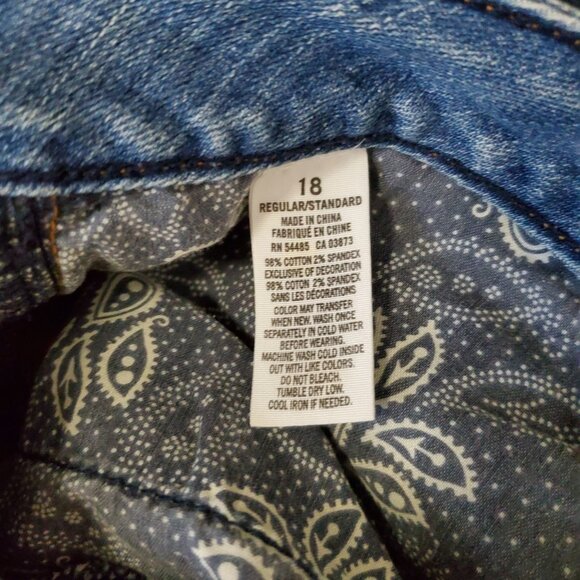 18
REGULAR/STANDARD
MADE IN CHINA
FABRIQUÉ EN CHINE
RN 54485 CA 03873
98% COTTON 2% SPANDEX
EXCLUSIVE OF DECORATION
98% COTON 2% SPANDEX
SANS LES DÉCORATIONS
COLOR MAY TRANSFER
WHEN NEW. WASH ONCE
SEPARATELY IN COLD WATER
BEFORE WEARING.
MACHINE WASH COLD INSIDE
OUT WITH LIKE COLORS.
DO NOT BLEACH.
TUMBLE DRY LOW.
COOL IRON IF NEEDED.